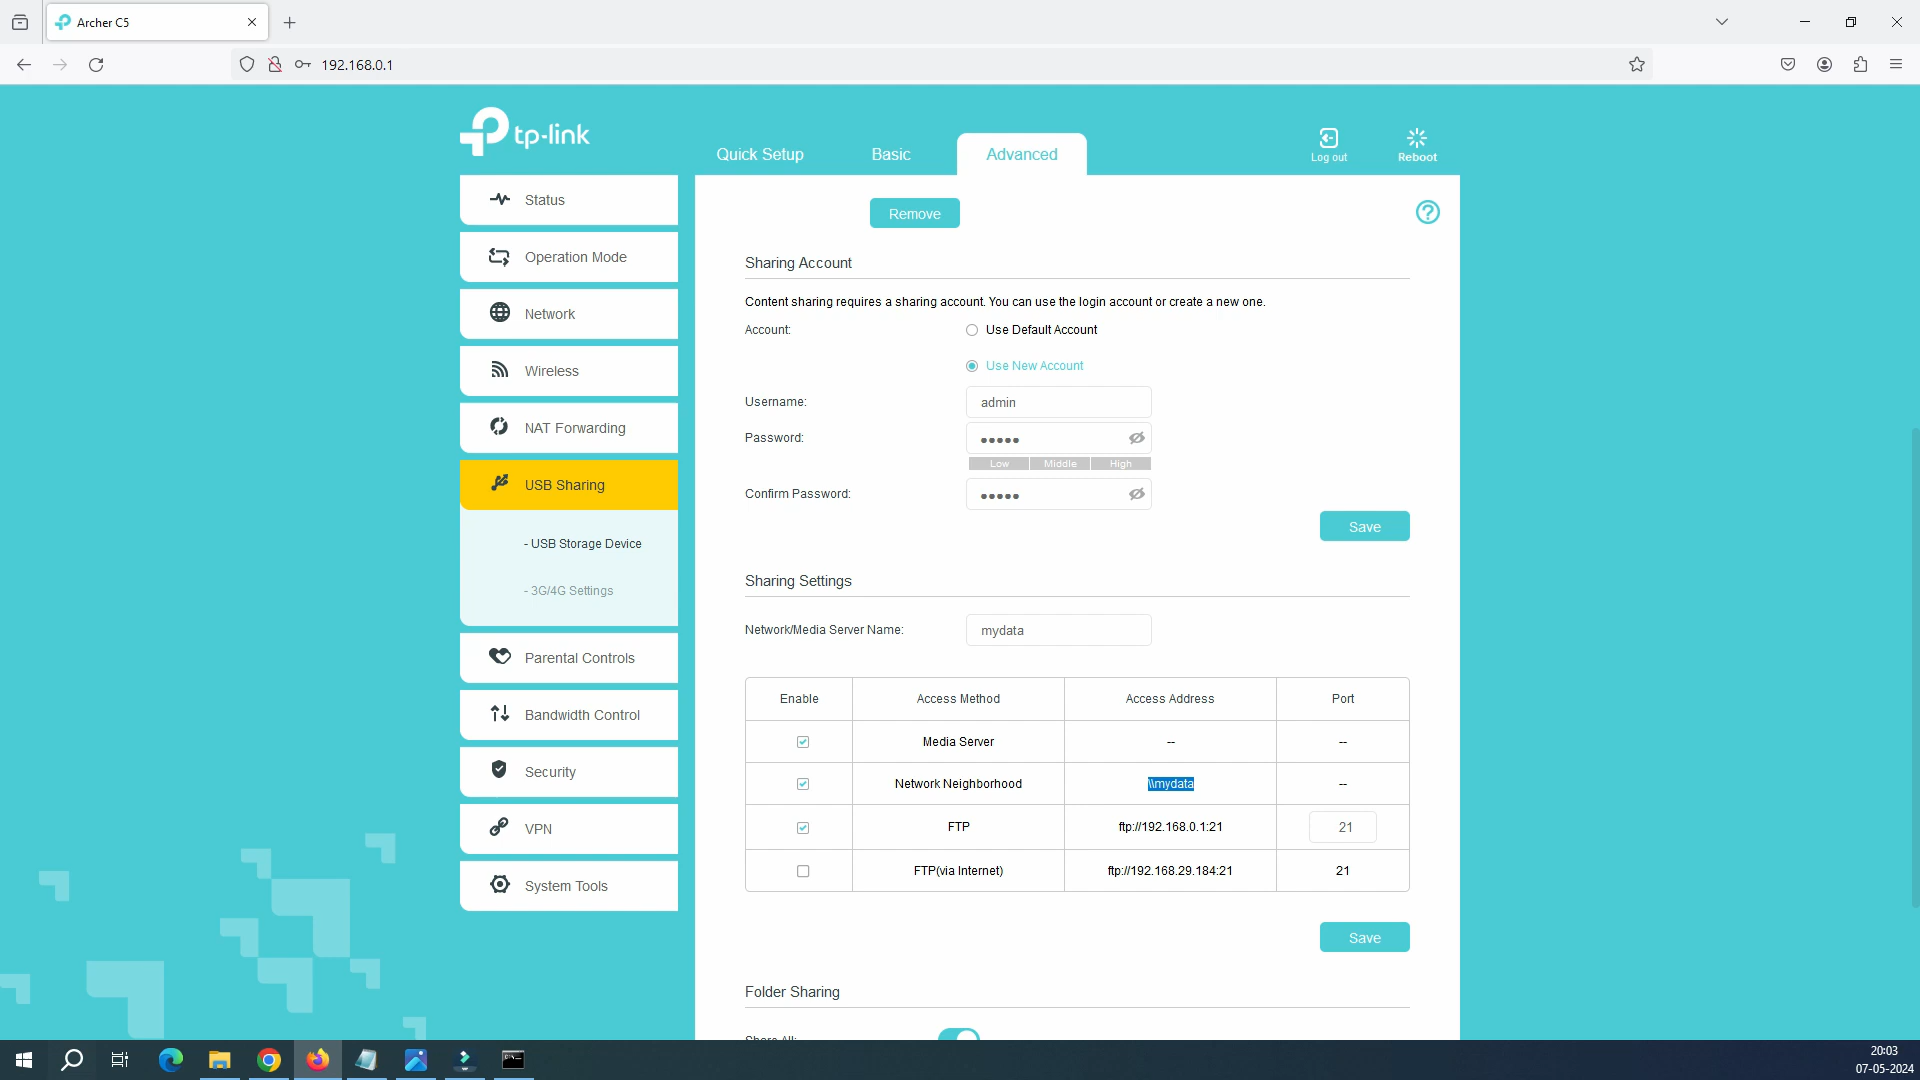 Archer C5
192.168.0.1
tp-link
Quick Setup
Basic
Advanced
Log out
Reboot
Status
Operation Mode
Network
Wireless
NAT Forwarding
USB Sharing
- USB Storage Device
- 3G/4G Settings
Parental Controls
Bandwidth Control
Security
VPN
System Tools
Remove
Sharing Account
Content sharing requires a sharing account. You can use the login account or create a new one.
Account:
Use Default Account
Use New Account
Username:
admin
Password:
●●●●●
Low Middle High
Confirm Password:
●●●●●
Save
Sharing Settings
Network/Media Server Name:
mydata
Enable Access Method Access Address Port
Media Server -- --
Network Neighborhood \\mydata --
FTP ftp://192.168.0.1:21 21
FTP(via Internet) ftp://192.168.29.184:21 21
Save
Folder Sharing
Share All:
20:03
07-05-2024